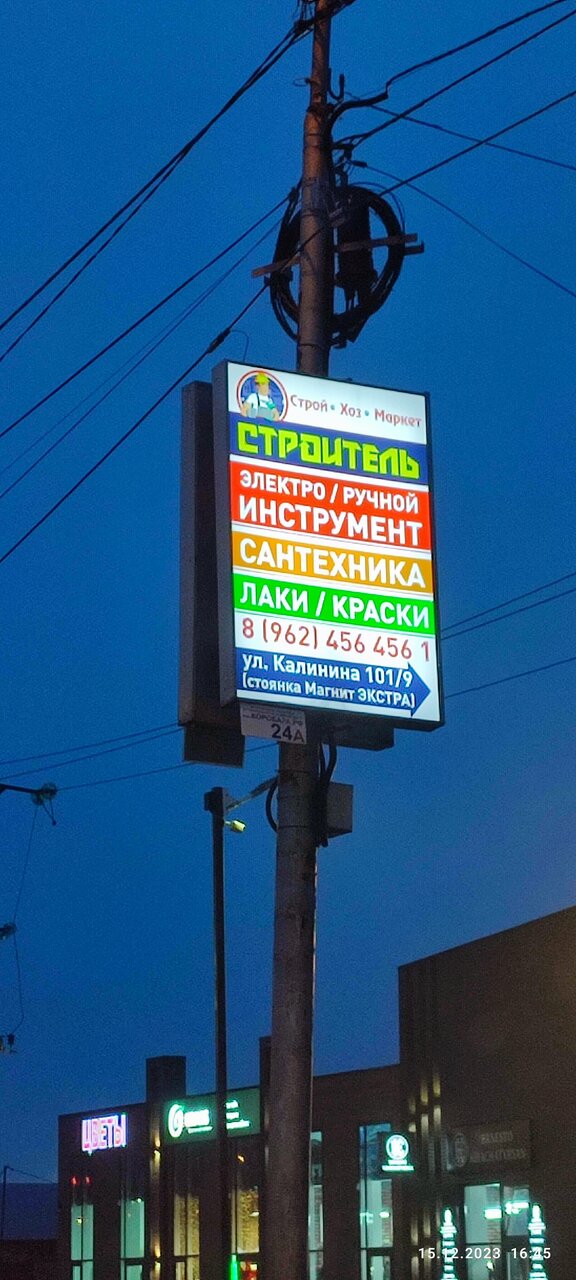 Строй • Хоз • Маркет
СТРОИТЕЛЬ
ЭЛЕКТРО / РУЧНОЙ
ИНСТРУМЕНТ
САНТЕХНИКА
ЛАКИ / КРАСКИ
8 (962) 456 456 1
ул. Калинина 101/9
(стоянка Магнит ЭКСТРА)
24А
ЦВЕТЫ
15.12.2023 16:45